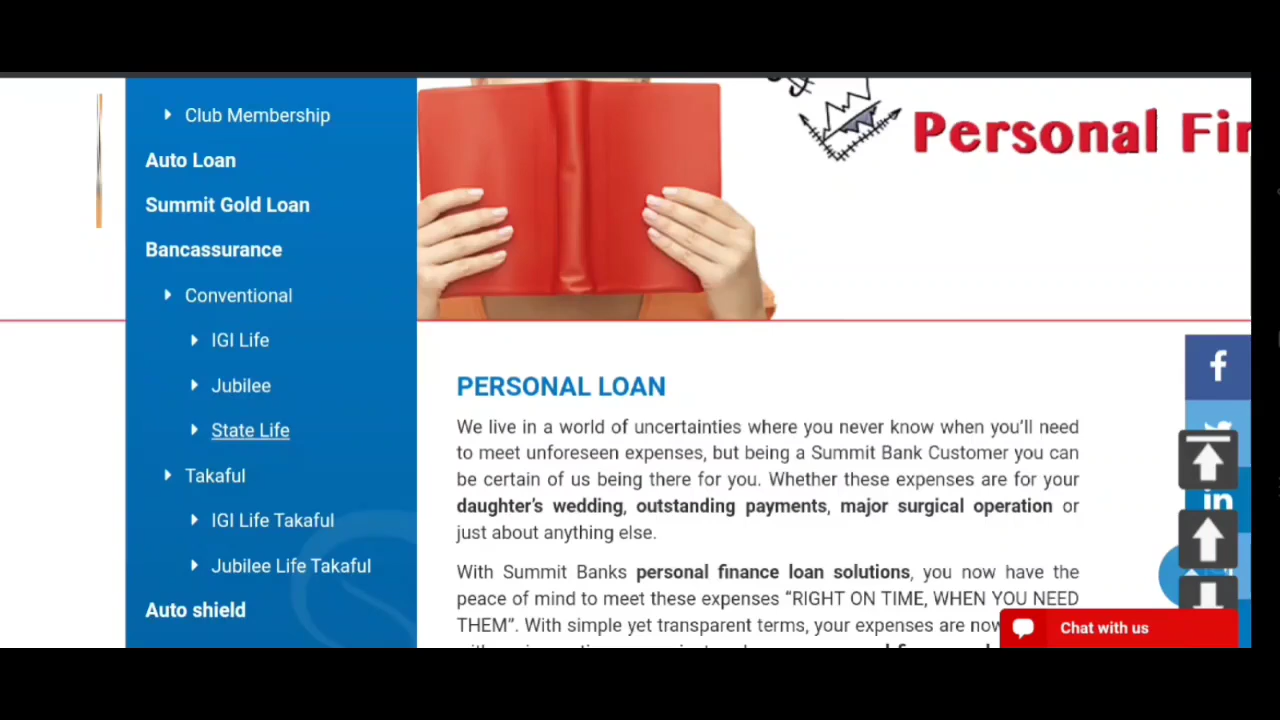 Club Membership
Auto Loan
Summit Gold Loan
Bancassurance
Conventional
IGI Life
Jubilee
State Life
Takaful
IGI Life Takaful
Jubilee Life Takaful
Auto shield
Personal
PERSONAL LOAN
We live in a world of uncertainties where you never know when you’ll need
to meet unforeseen expenses, but being a Summit Bank Customer you can
be certain of us being there for you. Whether these expenses are for your
daughter’s wedding, outstanding payments, major surgical operation or
just about anything else.
With Summit Banks personal finance loan solutions, you now have the
peace of mind to meet these expenses “RIGHT ON TIME, WHEN YOU NEED
THEM”. With simple yet transparent terms, your expenses are now
f
in
Chat with us